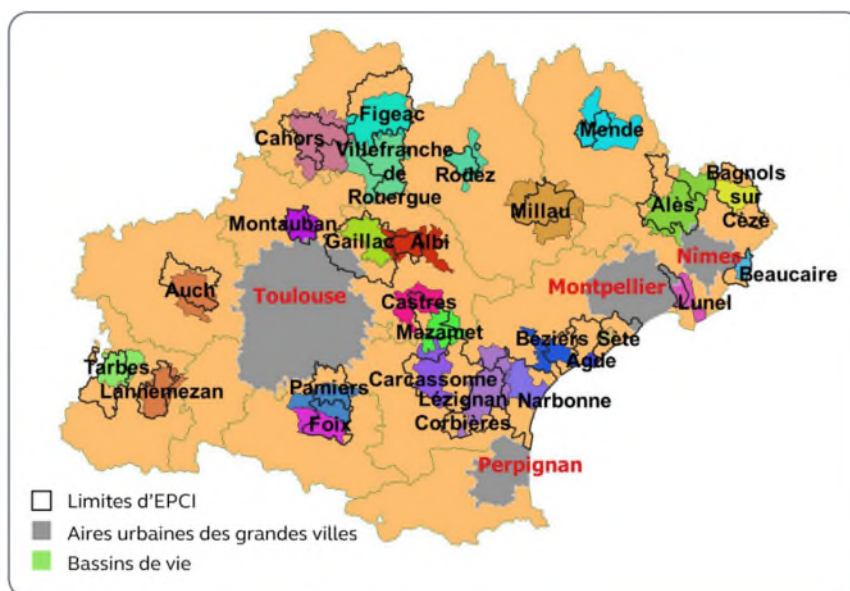 Figeac
Cahors
Villefranche
de
Rouergue
Rodez
Mende
Bagnols
sur
Cèze
Alès
Millau
Montauban
Gaillac
Albi
Nîmes
Beaucaire
Montpellier
Lunel
Auch
Toulouse
Castres
Mazamet
Béziers
Sète
Agde
Tarbes
Lannemezan
Pamiers
Foix
Carcassonne
Lézignan
Corbières
Narbonne
Perpignan
Limites d'EPCI
Aires urbaines des grandes villes
Bassins de vie